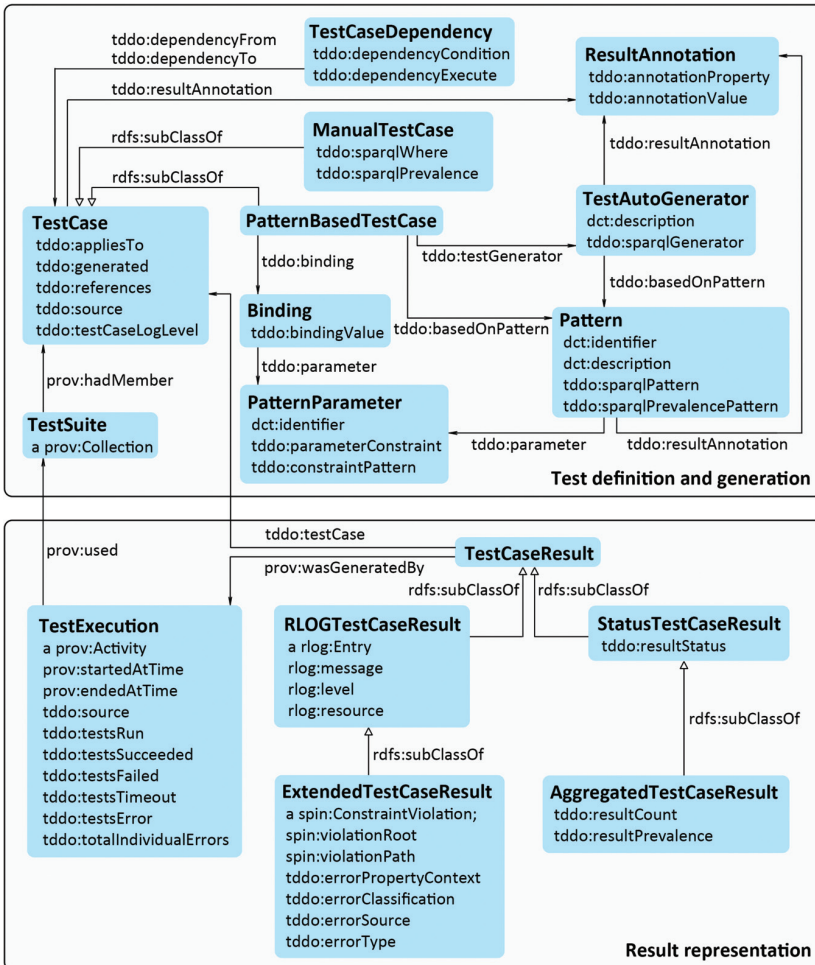 TestCaseDependency
tddo:dependencyCondition
tddo:dependencyExecute
tddo:dependencyFrom
tddo:dependencyTo
tddo:resultAnnotation
ResultAnnotation
tddo:annotationProperty
tddo:annotationValue
ManualTestCase
tddo:sparqlWhere
tddo:sparqlPrevalence
rdfs:subClassOf
rdfs:subClassOf
tddo:resultAnnotation
TestCase
tddo:appliesTo
tddo:generated
tddo:references
tddo:source
tddo:testCaseLogLevel
PatternBasedTestCase
TestAutoGenerator
dct:description
tddo:sparqlGenerator
tddo:testGenerator
tddo:binding
tddo:basedOnPattern
Binding
tddo:bindingValue
tddo:basedOnPattern
Pattern
dct:identifier
dct:description
tddo:sparqlPattern
tddo:sparqlPrevalencePattern
tddo:parameter
prov:hadMember
PatternParameter
dct:identifier
tddo:parameterConstraint
tddo:constraintPattern
TestSuite
a prov:Collection
tddo:parameter
tddo:resultAnnotation
Test definition and generation
prov:used
tddo:testCase
prov:wasGeneratedBy
TestCaseResult
rdfs:subClassOf
rdfs:subClassOf
TestExecution
a prov:Activity
prov:startedAtTime
prov:endedAtTime
tddo:source
tddo:testsRun
tddo:testsSucceeded
tddo:testsFailed
tddo:testsTimeout
tddo:testsError
tddo:totalIndividualErrors
RLOGTestCaseResult
a rlog:Entry
rlog:message
rlog:level
rlog:resource
StatusTestCaseResult
tddo:resultStatus
rdfs:subClassOf
rdfs:subClassOf
ExtendedTestCaseResult
a spin:ConstraintViolation;
spin:violationRoot
spin:violationPath
tddo:errorPropertyContext
tddo:errorClassification
tddo:errorSource
tddo:errorType
AggregatedTestCaseResult
tddo:resultCount
tddo:resultPrevalence
Result representation